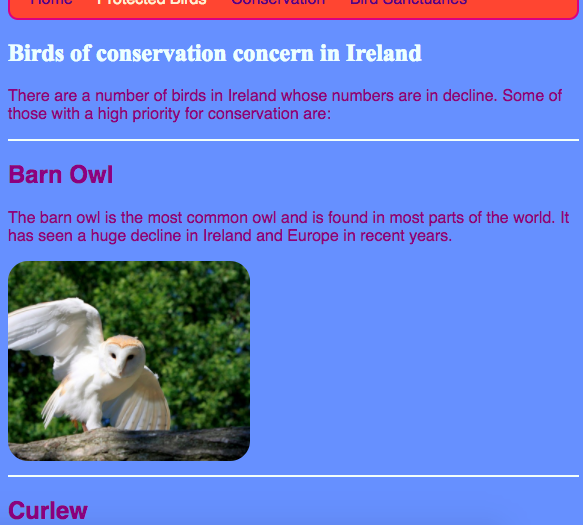 Home Protected Birds Conservation Bird Sanctuaries
Birds of conservation concern in Ireland
There are a number of birds in Ireland whose numbers are in decline. Some of
those with a high priority for conservation are:
Barn Owl
The barn owl is the most common owl and is found in most parts of the world. It
has seen a huge decline in Ireland and Europe in recent years.
Curlew